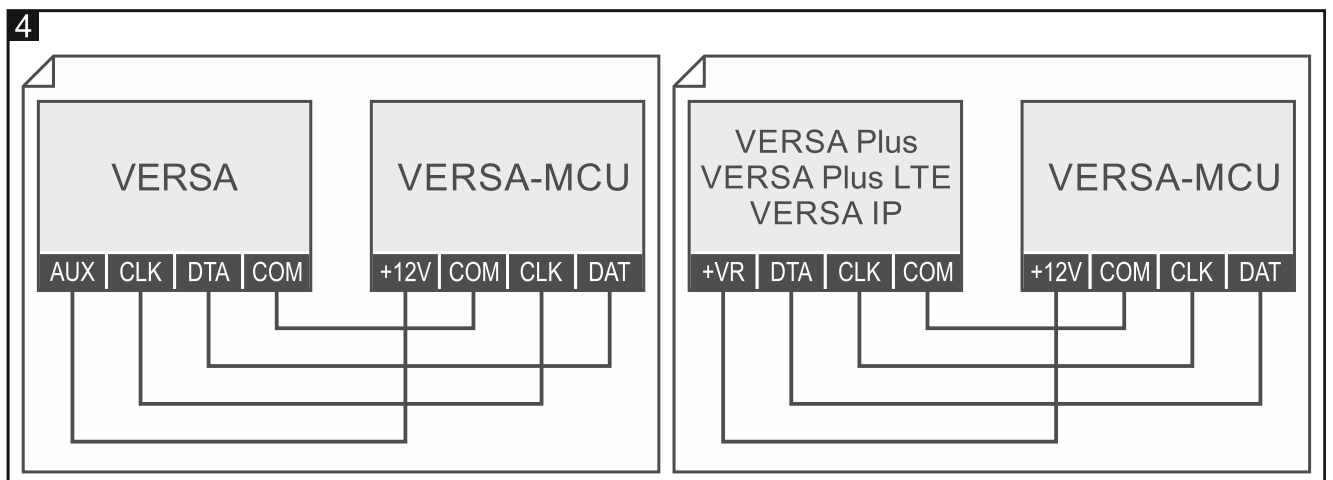 4
VERSA
AUX CLK DTA COM
VERSA-MCU
+12V COM CLK DAT
VERSA Plus
VERSA Plus LTE
VERSA IP
+VR DTA CLK COM
VERSA-MCU
+12V COM CLK DAT